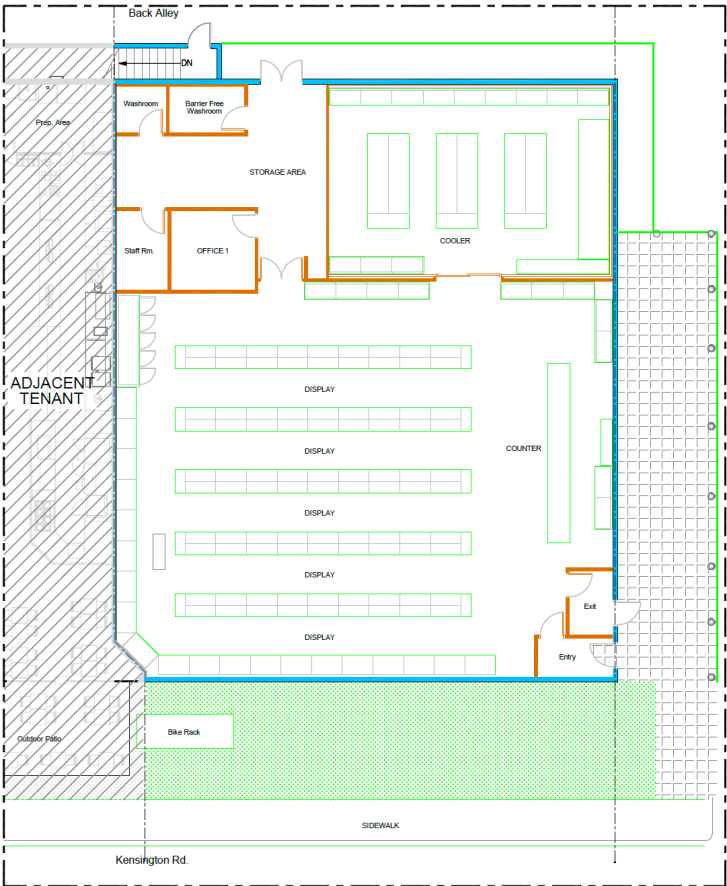 Back Alley
DN
Washroom
Barrier Free
Washroom
Prep. Area
STORAGE AREA
COOLER
Staff Rm.
OFFICE 1
ADJACENT
TENANT
DISPLAY
DISPLAY
COUNTER
DISPLAY
DISPLAY
DISPLAY
Exit
Entry
Bike Rack
Outdoor Patio
SIDEWALK
Kensington Rd.